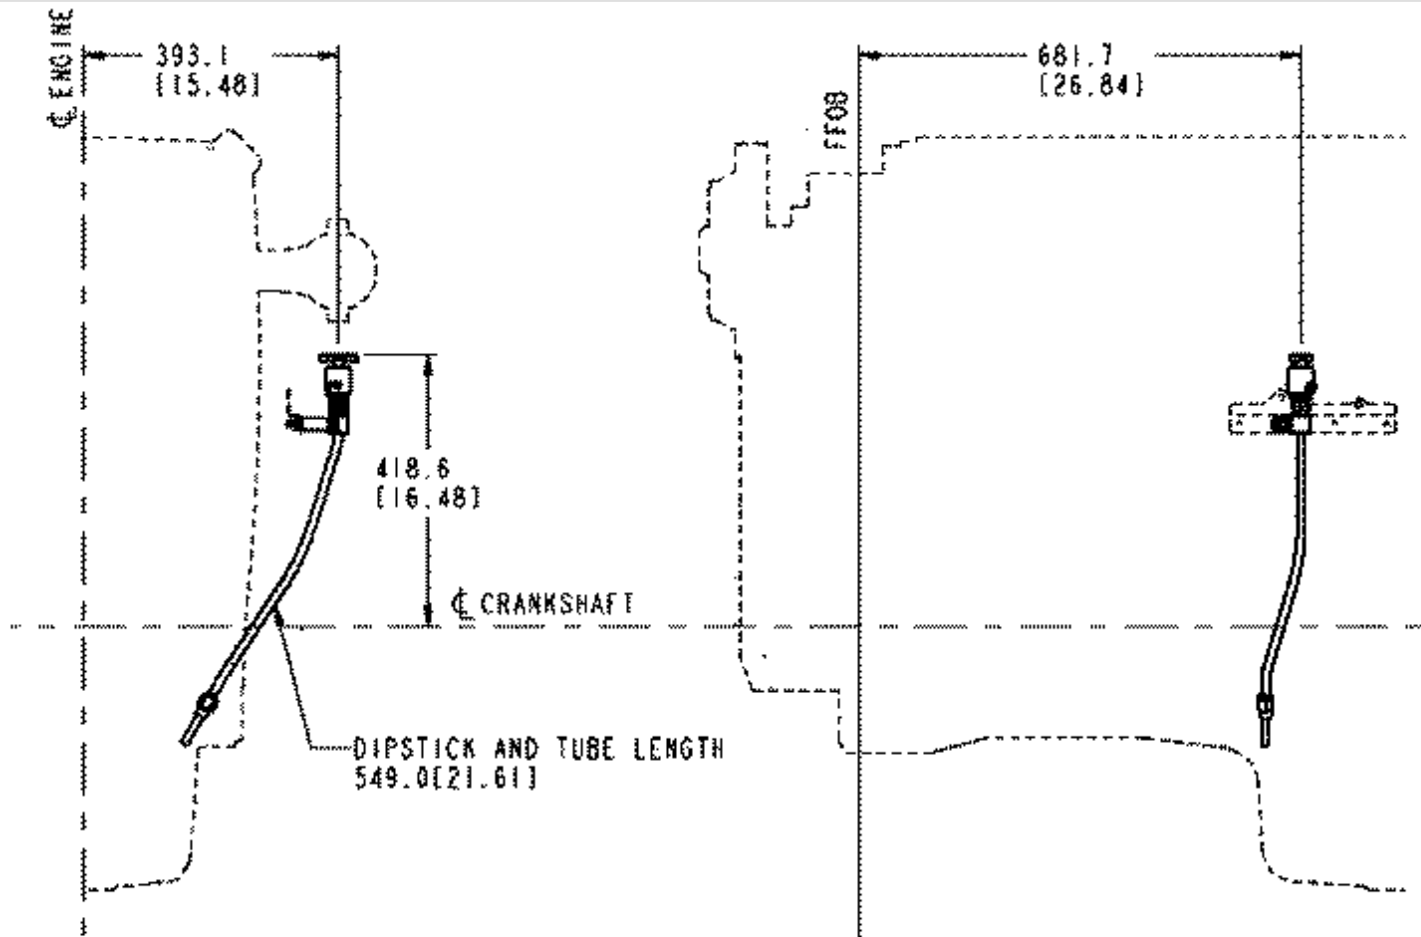 ℄ ENGINE
393.1
[15.48]
681.7
[26.84]
FFOB
418.6
[16.48]
℄ CRANKSHAFT
DIPSTICK AND TUBE LENGTH
549.0[21.61]